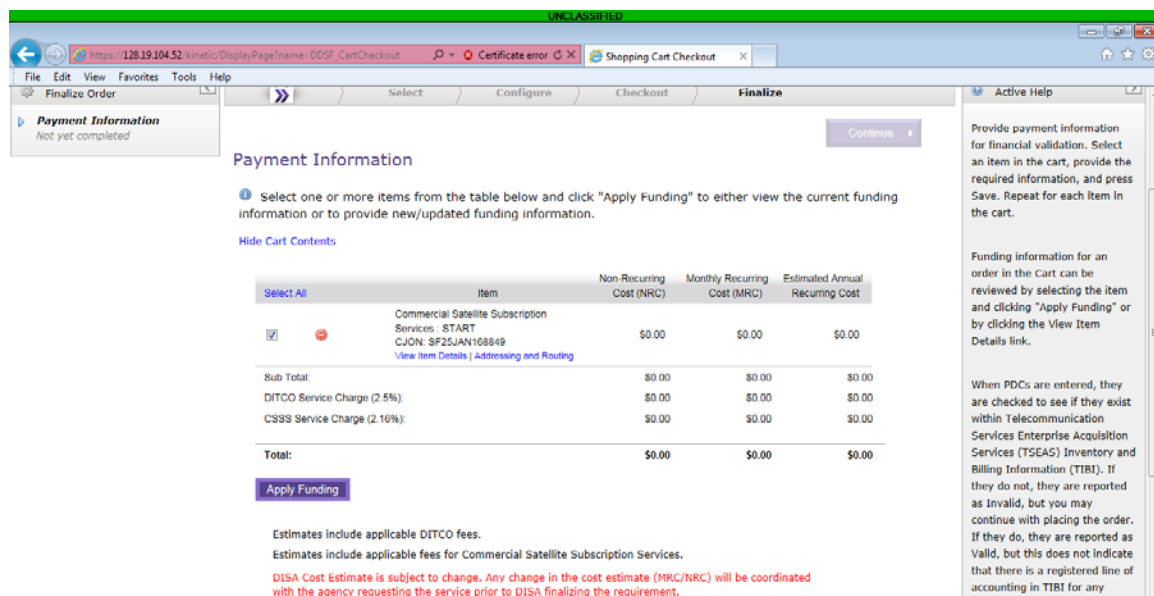 UNCLASSIFIED
https://128.19.104.52/kinetic/DisplayPage?name=DDSF_CartCheckout
Certificate error
Shopping Cart Checkout
File Edit View Favorites Tools Help
Finalize Order
Select
Configure
Checkout
Finalize
Active Help
Payment Information
Not yet completed
Continue
Payment Information
Select one or more items from the table below and click "Apply Funding" to either view the current funding
information or to provide new/updated funding information.
Hide Cart Contents
Non-Recurring Monthly Recurring Estimated Annual
Select All Item Cost (NRC) Cost (MRC) Recurring Cost
Commercial Satellite Subscription
Services : START
CJON: SF25JAN168849
View Item Details | Addressing and Routing
$0.00 $0.00 $0.00
Sub Total: $0.00 $0.00 $0.00
DITCO Service Charge (2.5%): $0.00 $0.00 $0.00
CSSS Service Charge (2.16%): $0.00 $0.00 $0.00
Total: $0.00 $0.00 $0.00
Apply Funding
Estimates include applicable DITCO fees.
Estimates include applicable fees for Commercial Satellite Subscription Services.
DISA Cost Estimate is subject to change. Any change in the cost estimate (MRC/NRC) will be coordinated
with the agency requesting the service prior to DISA finalizing the requirement.
Provide payment information
for financial validation. Select
an item in the cart, provide the
required information, and press
Save. Repeat for each item in
the cart.
Funding information for an
order in the Cart can be
reviewed by selecting the item
and clicking "Apply Funding" or
by clicking the View Item
Details link.
When PDCs are entered, they
are checked to see if they exist
within Telecommunication
Services Enterprise Acquisition
Services (TSEAS) Inventory and
Billing Information (TIBI). If
they do not, they are reported
as Invalid, but you may
continue with placing the order.
If they do, they are reported as
Valid, but this does not indicate
that there is a registered line of
accounting in TIBI for any